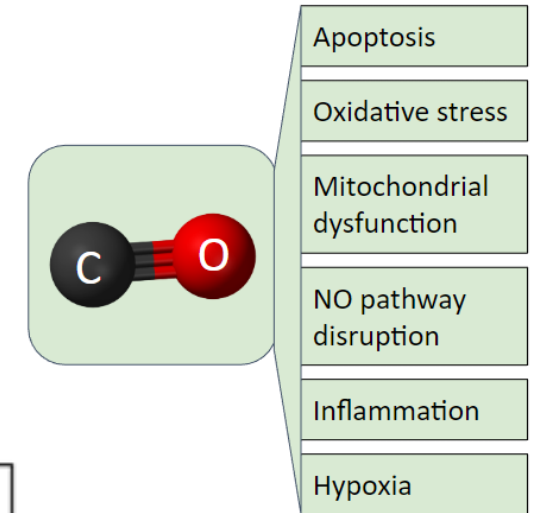 C
O
Apoptosis
Oxidative stress
Mitochondrial
dysfunction
NO pathway
disruption
Inflammation
Hypoxia